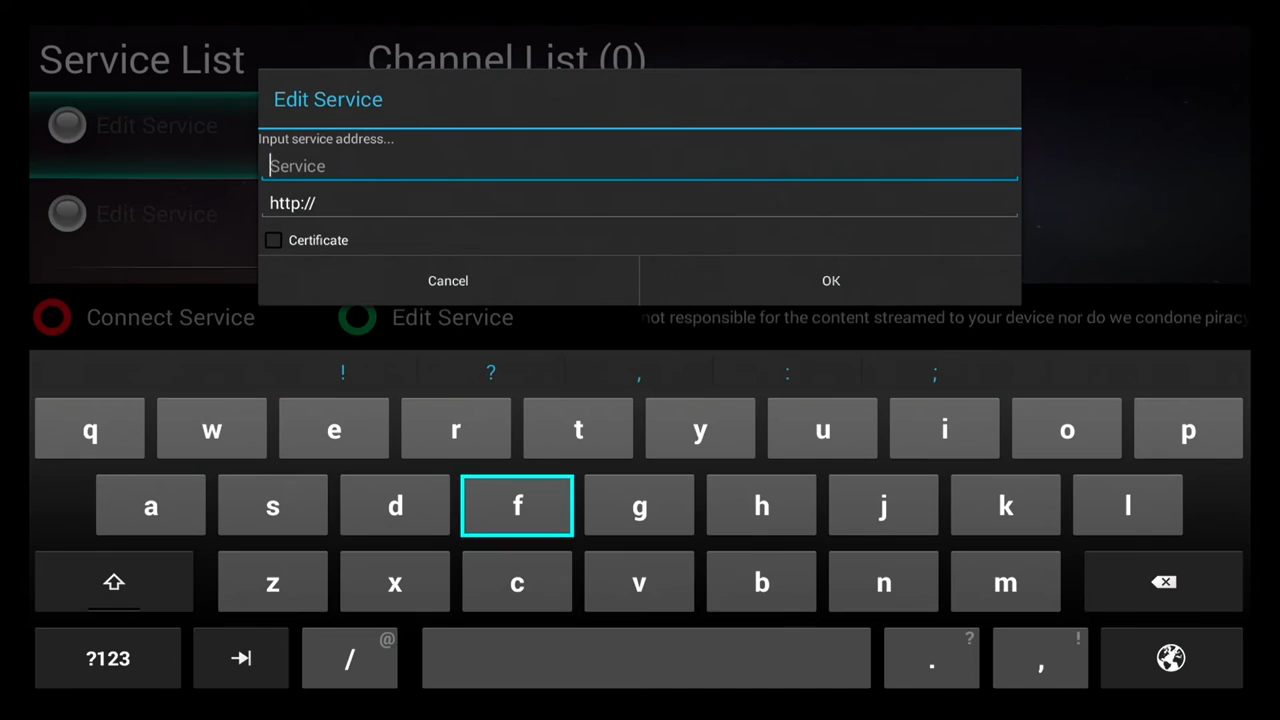 Service List
Channel List (0)
Edit Service
Edit Service
Edit Service
Input service address...
Service
http://
Certificate
Cancel
OK
Connect Service
Edit Service
not responsible for the content streamed to your device nor do we condone piracy
! ? , : ;
q w e r t y u i o p
a s d f g h j k l
z x c v b n m
?123 / @ . ? , !